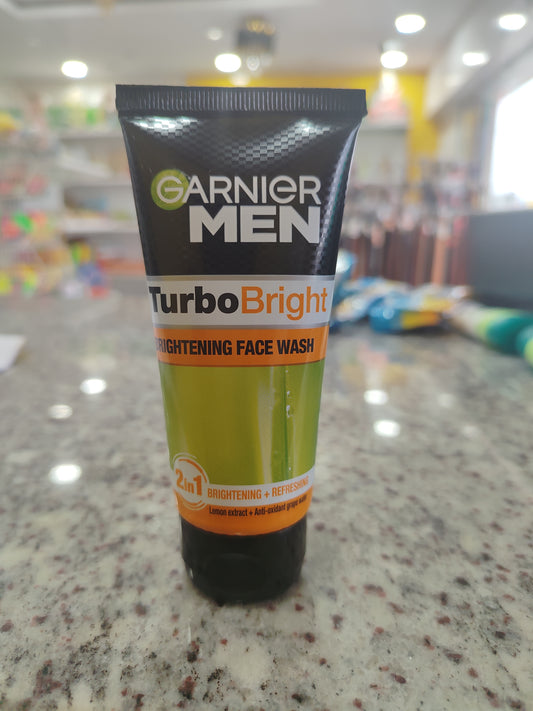 GARNIER
MEN
TurboBright
BRIGHTENING FACE WASH
2in1
BRIGHTENING + REFRESHING
Lemon extract + Anti-oxidant grape water